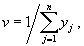 v = 1/∑_{j=1}^{n} y_j ,